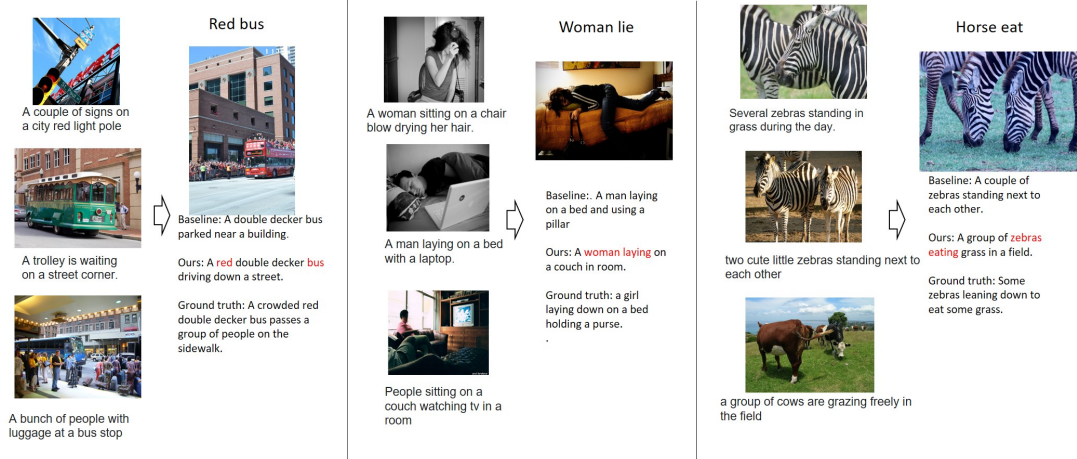 Red bus
A couple of signs on
a city red light pole
A trolley is waiting
on a street corner.
A bunch of people with
luggage at a bus stop
Baseline: A double decker bus
parked near a building.
Ours: A red double decker bus
driving down a street.
Ground truth: A crowded red
double decker bus passes a
group of people on the
sidewalk.
Woman lie
A woman sitting on a chair
blow drying her hair.
A man laying on a bed
with a laptop.
People sitting on a
couch watching tv in a
room
Baseline:. A man laying
on a bed and using a
pillar
Ours: A woman laying on
a couch in room.
Ground truth: a girl
laying down on a bed
holding a purse.
.
Horse eat
Several zebras standing in
grass during the day.
two cute little zebras standing next to
each other
a group of cows are grazing freely in
the field
Baseline: A couple of
zebras standing next to
each other.
Ours: A group of zebras
eating grass in a field.
Ground truth: Some
zebras leaning down to
eat some grass.